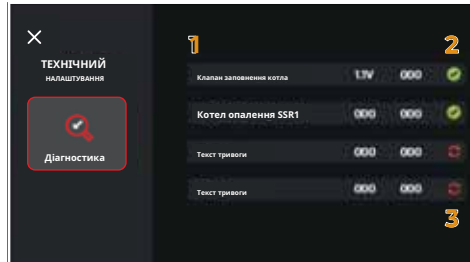 1
2
ТЕХНІЧНИЙ
НАЛАШТУВАННЯ
Клапан заповнення котла 1.1V 000
Котел опалення SSR1 000 000
Діагностика
Текст тривоги 000 000
Текст тривоги 000 000
3